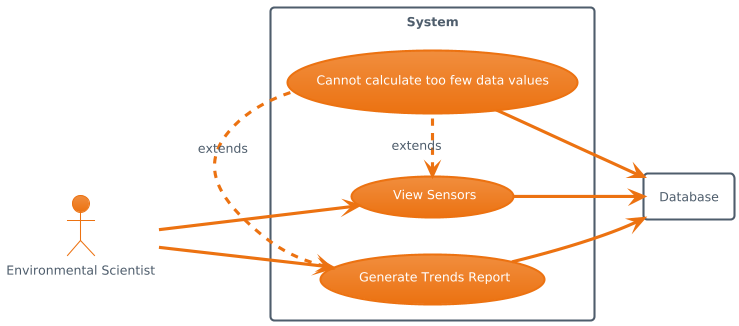 System
Cannot calculate too few data values
extends
extends
View Sensors
Database
Environmental Scientist
Generate Trends Report